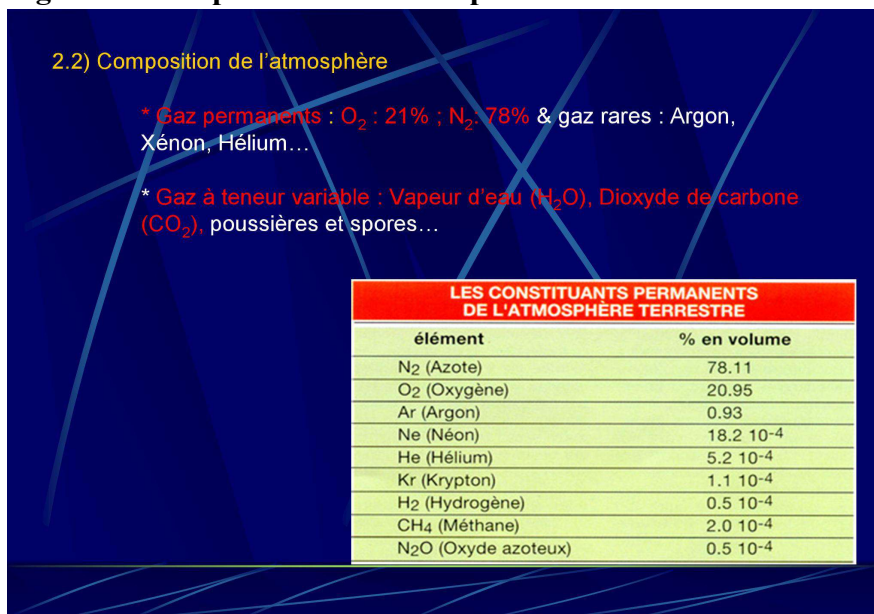 2.2) Composition de l'atmosphère
* Gaz permanents : O₂ : 21% ; N₂: 78% & gaz rares : Argon,
Xénon, Hélium…
* Gaz à teneur variable : Vapeur d'eau (H₂O), Dioxyde de carbone
(CO₂), poussières et spores…
LES CONSTITUANTS PERMANENTS
DE L'ATMOSPHÈRE TERRESTRE
élément % en volume
N₂ (Azote) 78.11
O₂ (Oxygène) 20.95
Ar (Argon) 0.93
Ne (Néon) 18.2 10⁻⁴
He (Hélium) 5.2 10⁻⁴
Kr (Krypton) 1.1 10⁻⁴
H₂ (Hydrogène) 0.5 10⁻⁴
CH₄ (Méthane) 2.0 10⁻⁴
N₂O (Oxyde azoteux) 0.5 10⁻⁴